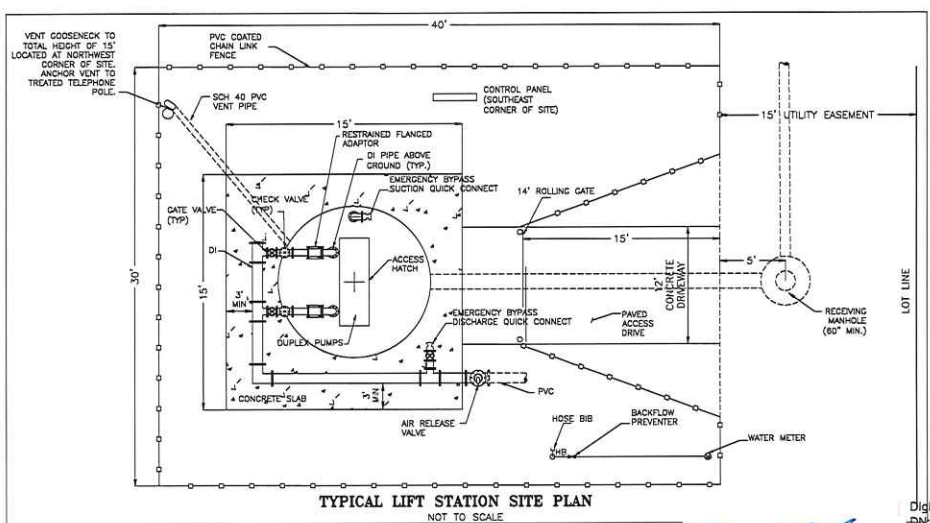 40'
VENT GOOSENECK TO
TOTAL HEIGHT OF 15'
LOCATED AT NORTHWEST
CORNER OF SITE.
ANCHOR VENT TO
TREATED TELEPHONE
POLE.
PVC COATED
CHAIN LINK
FENCE
SCH 40 PVC
VENT PIPE
CONTROL PANEL
(SOUTHEAST
CORNER OF SITE)
15' UTILITY EASEMENT
15'
RESTRAINED FLANGED
ADAPTOR
DI PIPE ABOVE
GROUND (TYP.)
EMERGENCY BYPASS
SUCTION QUICK CONNECT
14' ROLLING GATE
CHECK VALVE
(TYP)
GATE VALVE
(TYP)
DI
30'
15'
3'
MIN.
ACCESS
HATCH
15'
12'
CONCRETE
DRIVEWAY
5'
LOT LINE
RECEIVING
MANHOLE
(60" MIN.)
PAVED
ACCESS
DRIVE
EMERGENCY BYPASS
DISCHARGE QUICK CONNECT
DUPLEX PUMPS
CONCRETE SLAB
3'
MIN
PVC
AIR RELEASE
VALVE
HOSE BIB
BACKFLOW
PREVENTER
WATER METER
HB
TYPICAL LIFT STATION SITE PLAN
NOT TO SCALE
Digi